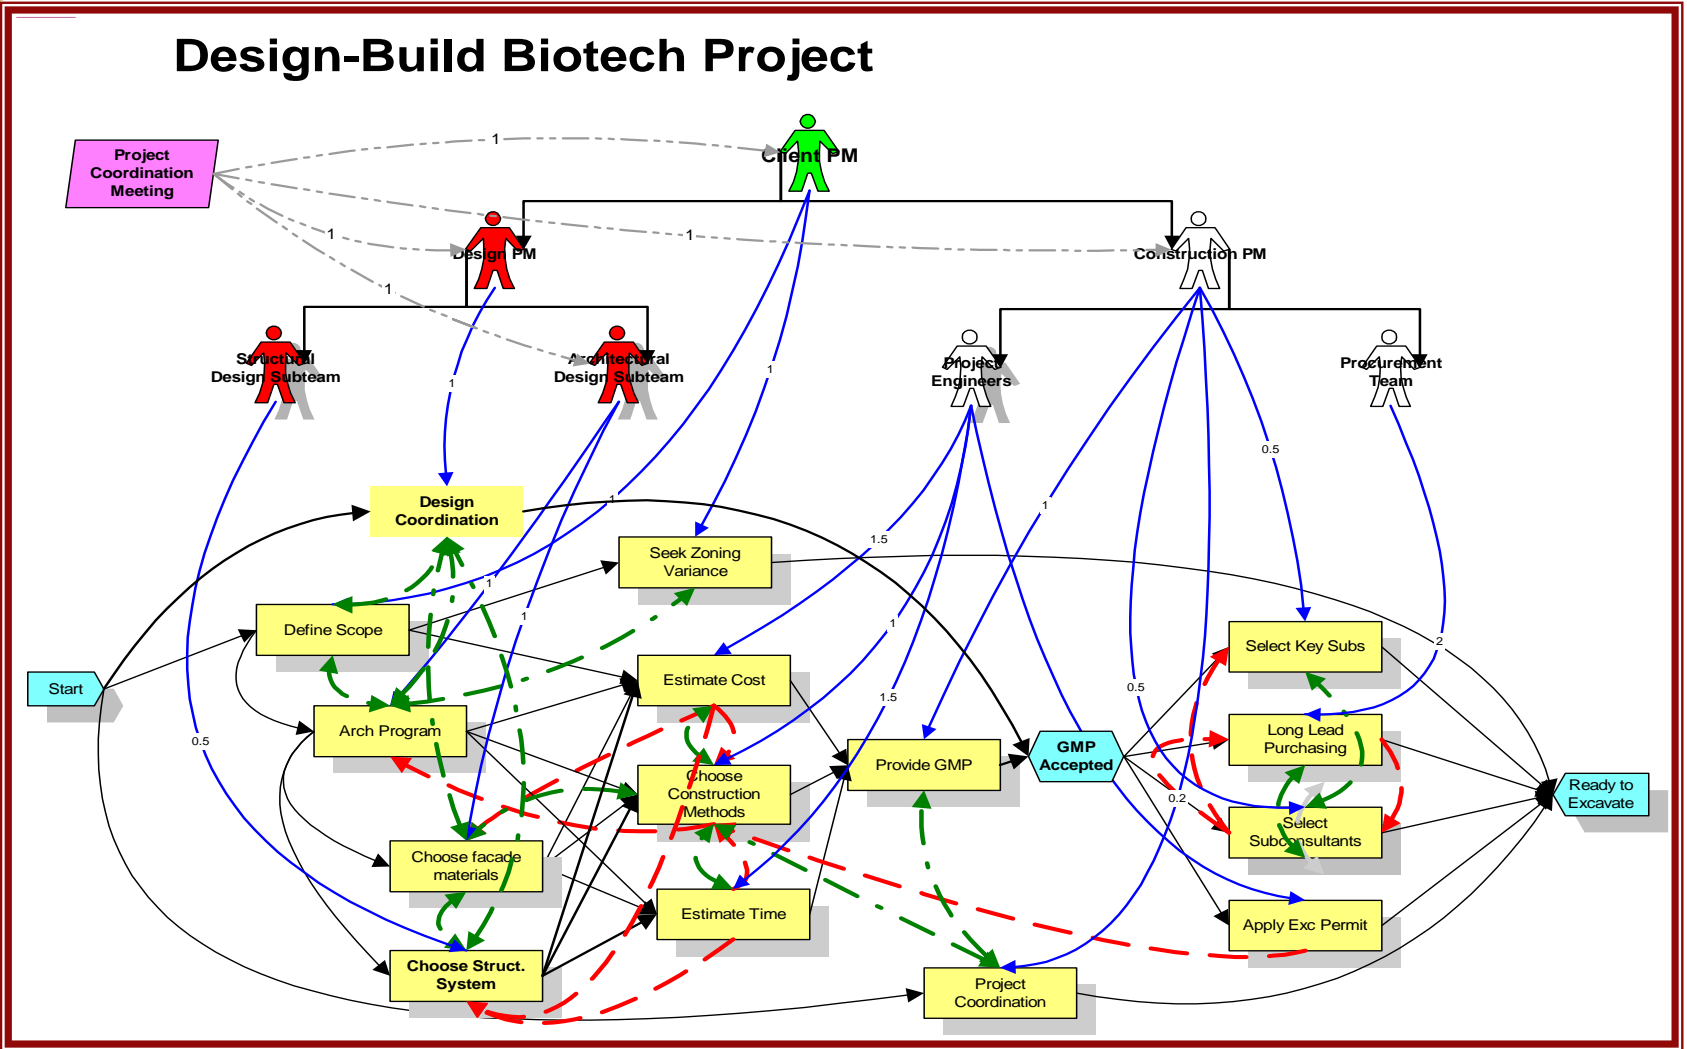 Design-Build Biotech Project
Project
Coordination
Meeting
1
Client PM
1
Design PM
1
Construction PM
1
Structural
Design Subteam
Architectural
Design Subteam
Project
Engineers
Procurement
Team
1
1
0.5
Design
Coordination
1
1
1.5
Seek Zoning
Variance
1
Define Scope
1
1
Select Key Subs
2
Start
Estimate Cost
0.5
1.5
Arch Program
0.5
Provide GMP
GMP
Accepted
Long Lead
Purchasing
Choose
Construction
Methods
Ready to
Excavate
0.2
Select
Subconsultants
Choose facade
materials
Estimate Time
Apply Exc Permit
Choose Struct.
System
Project
Coordination